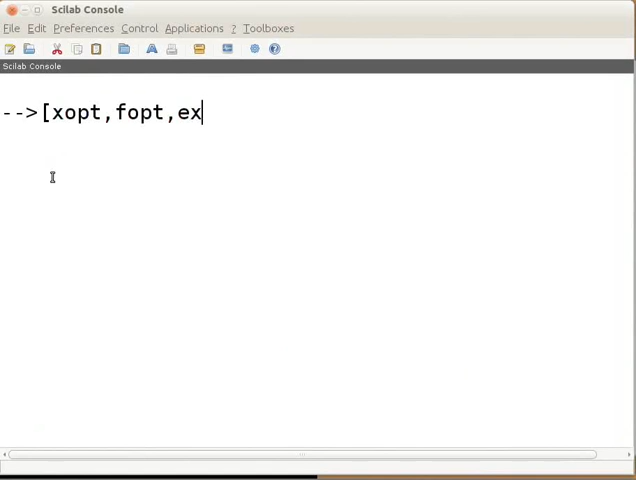 Scilab Console
File Edit Preferences Control Applications ? Toolboxes
Scilab Console
-->[xopt,fopt,ex